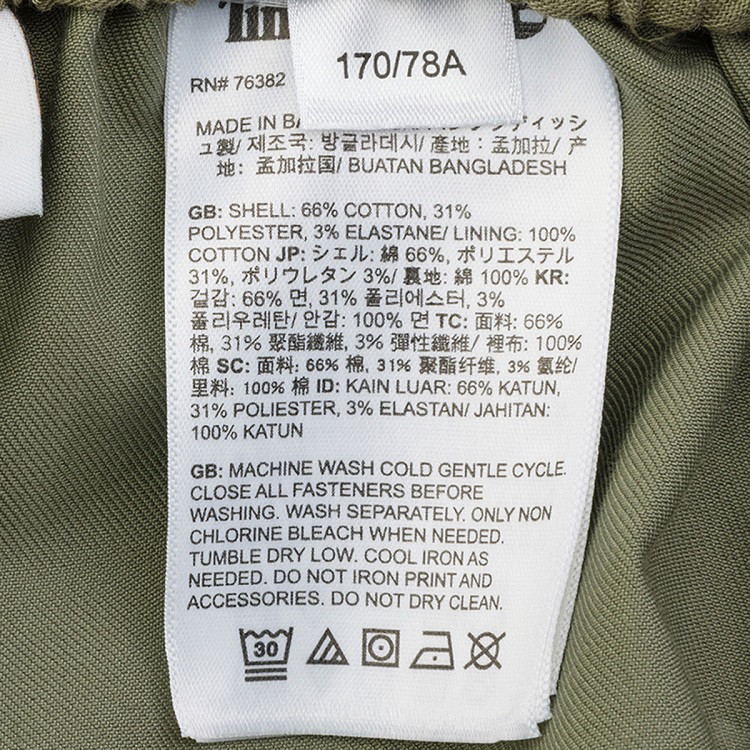 170/78A
RN# 76382
MADE IN
ュ製/ 제조국: 방글라데시/ 產地：孟加拉/ 产
地：孟加拉国/ BUATAN BANGLADESH
GB: SHELL: 66% COTTON, 31%
POLYESTER, 3% ELASTANE/ LINING: 100%
COTTON JP: シェル: 綿 66%, ポリエステル
31%, ポリウレタン 3%/ 裏地: 綿 100% KR:
겉감: 66% 면, 31% 폴리에스터, 3%
폴리우레탄/ 안감: 100% 면 TC: 面料: 66%
棉, 31% 聚酯纖維, 3% 彈性纖維/ 裡布: 100%
棉 SC: 面料: 66% 棉, 31% 聚酯纤维, 3% 氨纶/
里料: 100% 棉 ID: KAIN LUAR: 66% KATUN,
31% POLIESTER, 3% ELASTAN/ JAHITAN:
100% KATUN
GB: MACHINE WASH COLD GENTLE CYCLE.
CLOSE ALL FASTENERS BEFORE
WASHING. WASH SEPARATELY. ONLY NON
CHLORINE BLEACH WHEN NEEDED.
TUMBLE DRY LOW. COOL IRON AS
NEEDED. DO NOT IRON PRINT AND
ACCESSORIES. DO NOT DRY CLEAN.
30